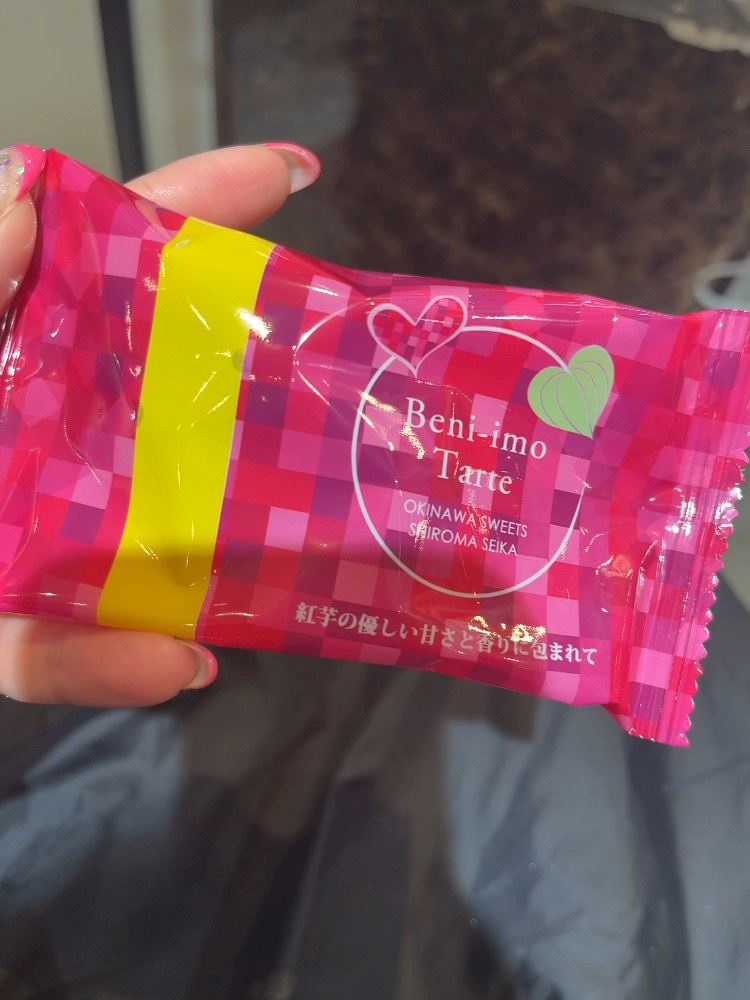 Beni-imo
Tarte
OKINAWA SWEETS
SHIROMA SEIKA
紅芋の優しい甘さと香りに包まれて